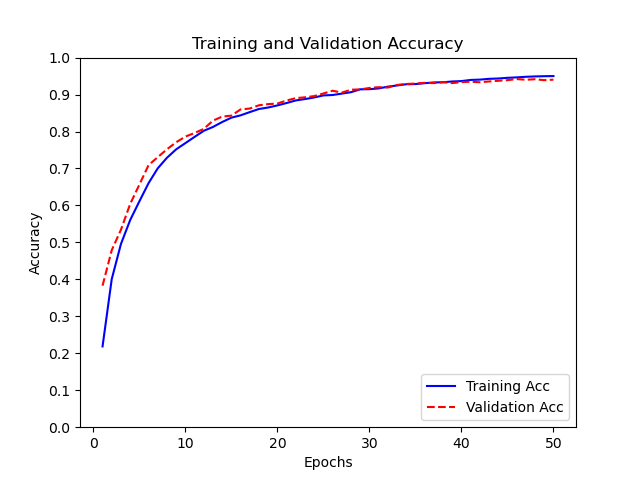 Training and Validation Accuracy
1.0
0.9
0.8
0.7
0.6
0.5
0.4
0.3
0.2
0.1
0.0
Accuracy
0 10 20 30 40 50
Epochs
Training Acc
Validation Acc